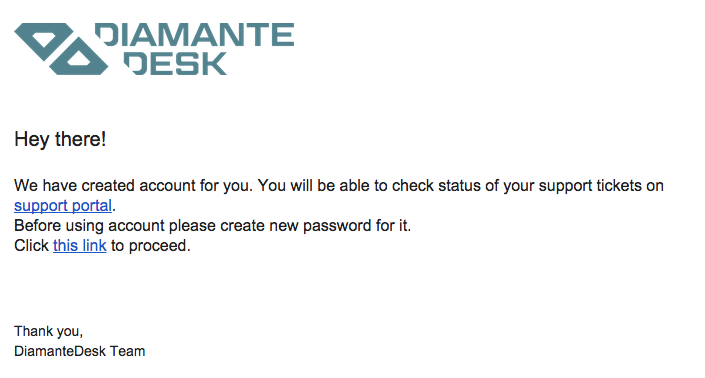 DIAMANTE
DESK
Hey there!
We have created account for you. You will be able to check status of your support tickets on
support portal.
Before using account please create new password for it.
Click this link to proceed.
Thank you,
DiamanteDesk Team